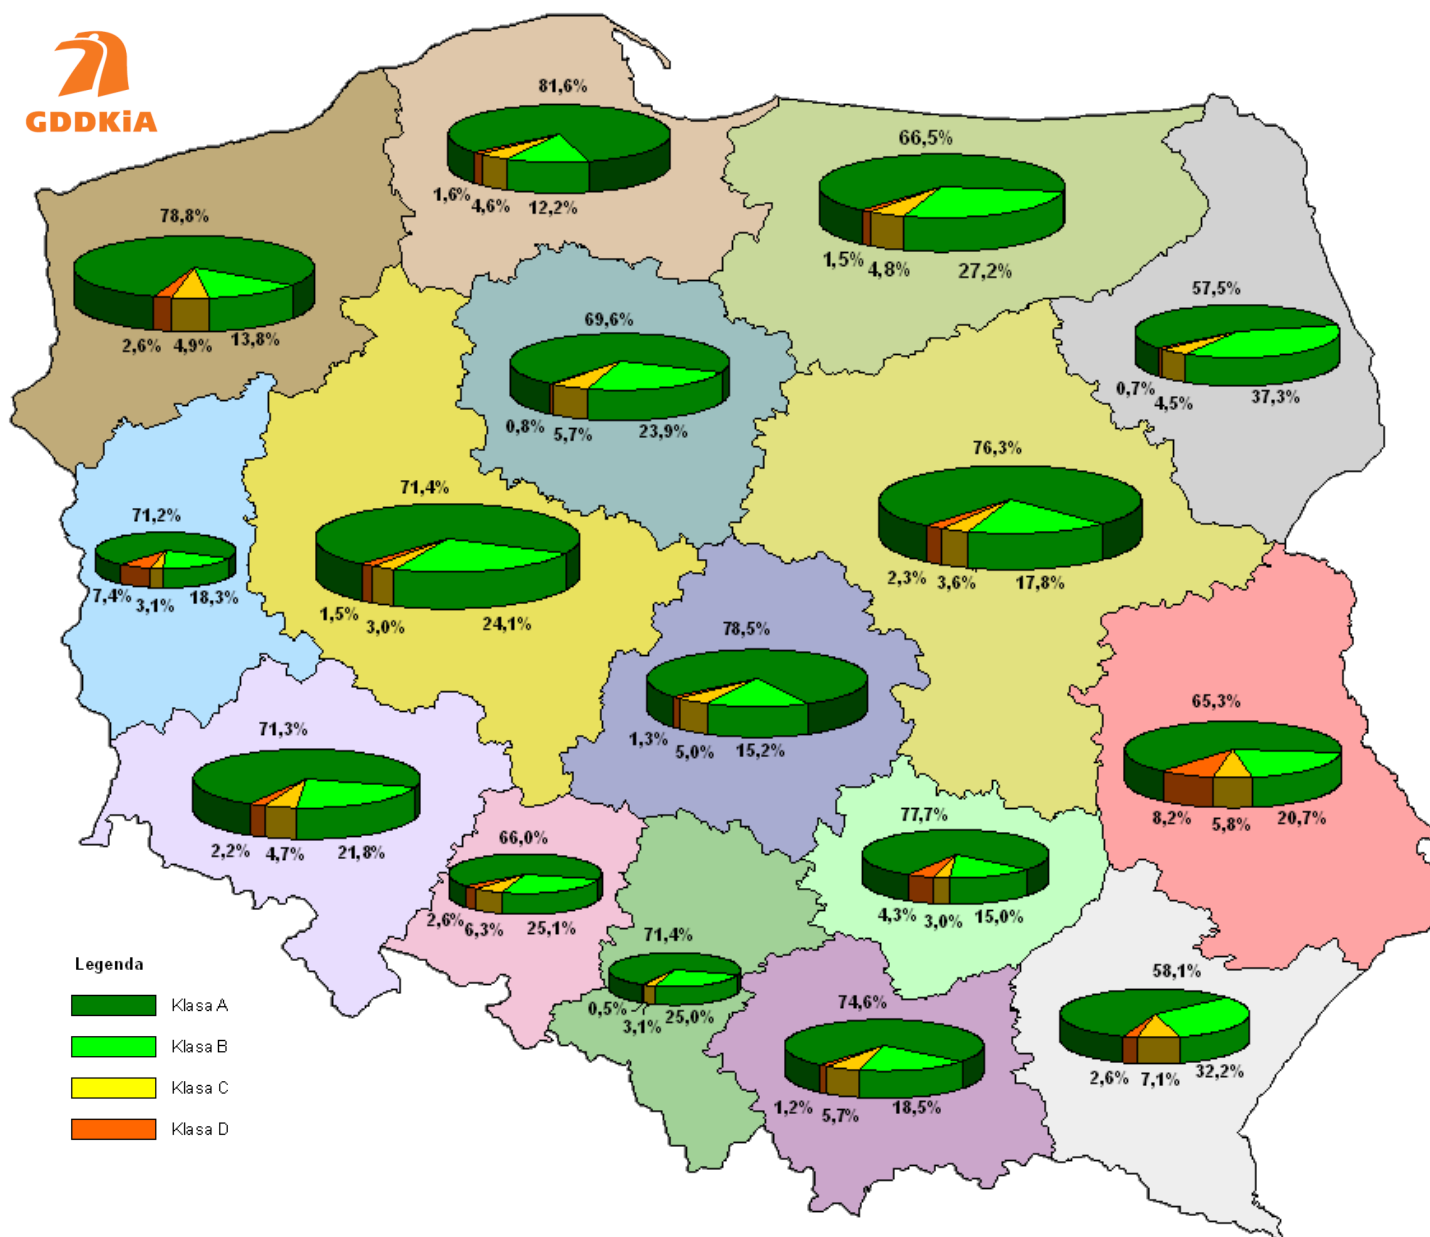 GDDKiA
81,6%
1,6% 4,6% 12,2%
66,5%
1,5% 4,8% 27,2%
78,8%
2,6% 4,9% 13,8%
57,5%
0,7% 4,5% 37,3%
69,6%
0,8% 5,7% 23,9%
76,3%
2,3% 3,6% 17,8%
71,4%
1,5% 3,0% 24,1%
71,2%
7,4% 3,1% 18,3%
78,5%
1,3% 5,0% 15,2%
65,3%
8,2% 5,8% 20,7%
71,3%
2,2% 4,7% 21,8%
77,7%
4,3% 3,0% 15,0%
66,0%
2,6% 6,3% 25,1%
71,4%
0,5% 3,1% 25,0%
58,1%
2,6% 7,1% 32,2%
74,6%
1,2% 5,7% 18,5%
Legenda
Klasa A
Klasa B
Klasa C
Klasa D